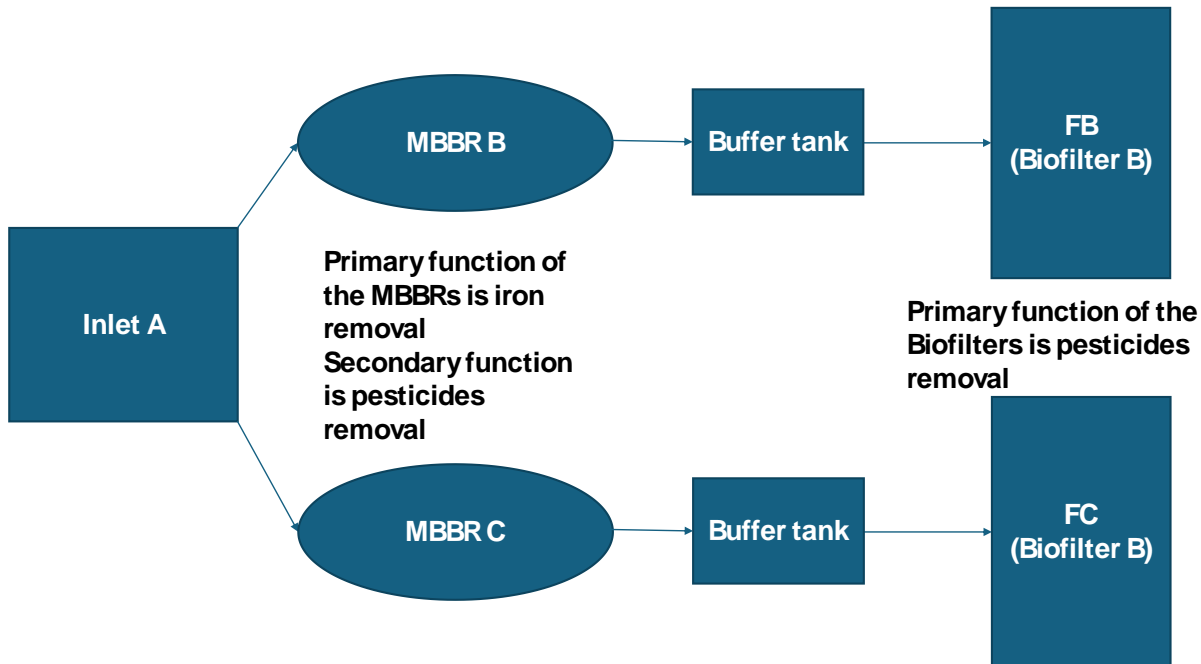 MBBR B
Buffer tank
FB
(Biofilter B)
Inlet A
Primary function of
the MBBRs is iron
removal
Secondary function
is pesticides
removal
Primary function of the
Biofilters is pesticides
removal
MBBR C
Buffer tank
FC
(Biofilter B)